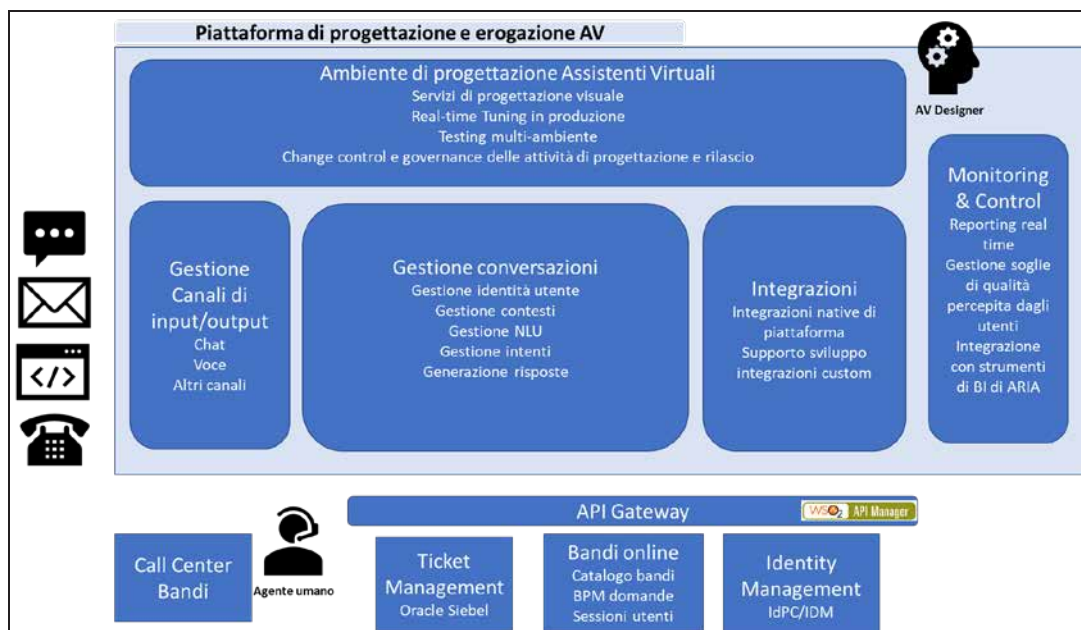 Piattaforma di progettazione e erogazione AV
Ambiente di progettazione Assistenti Virtuali
Servizi di progettazione visuale
Real-time Tuning in produzione
Testing multi-ambiente
Change control e governance delle attività di progettazione e rilascio
AV Designer
Gestione
Canali di
input/output
Chat
Voce
Altri canali
Gestione conversazioni
Gestione identità utente
Gestione contesti
Gestione NLU
Gestione intenti
Generazione risposte
Integrazioni
Integrazioni native di
piattaforma
Supporto sviluppo
integrazioni custom
Monitoring
& Control
Reporting real
time
Gestione soglie
di qualità
percepita dagli
utenti
Integrazione
con strumenti
di BI di ARIA
</>
API Gateway
WSO2 API Manager
Call Center
Bandi
Agente umano
Ticket
Management
Oracle Siebel
Bandi online
Catalogo bandi
BPM domande
Sessioni utenti
Identity
Management
IdPC/IDM